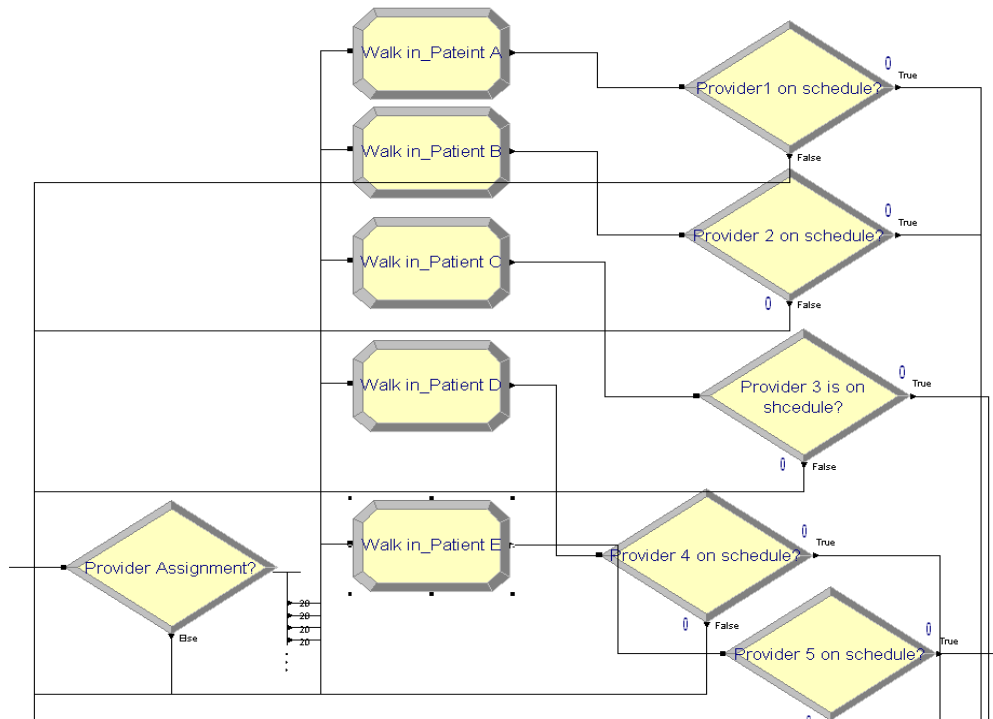 Walk in_Pateint A
Provider1 on schedule?
0
True
False
Walk in_Patient B
Provider 2 on schedule?
0
True
0
False
Walk in_Patient C
Provider 3 is on
shcedule?
0
True
0
False
Walk in_Patient D
Walk in_Patient E
Provider 4 on schedule?
0
True
0
False
Provider Assignment?
20
20
20
20
Else
Provider 5 on schedule?
0
True
0